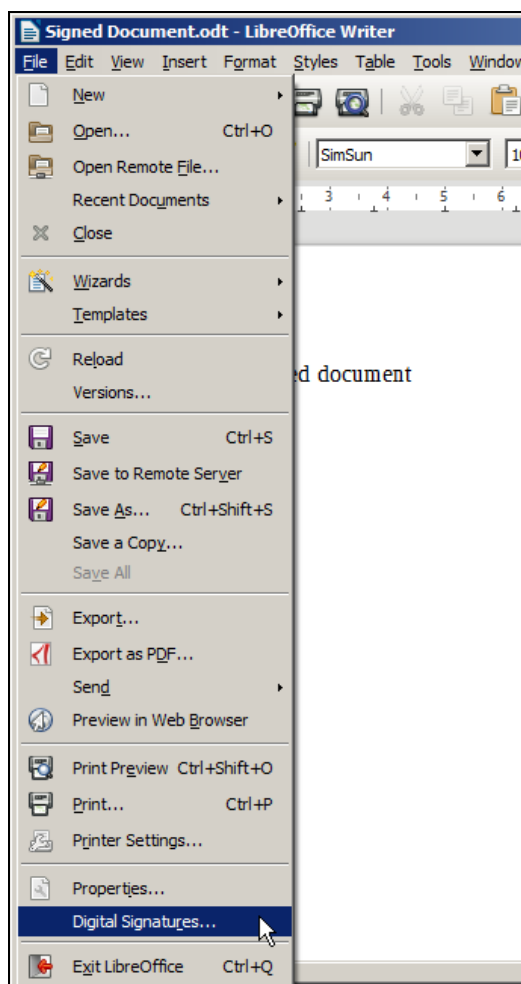 Signed Document.odt - LibreOffice Writer
File Edit View Insert Format Styles Table Tools Window
New
Open... Ctrl+O
SimSun
Open Remote File...
Recent Documents
3 4 5 6
Close
Wizards
Templates
Reload
ed document
Versions...
Save Ctrl+S
Save to Remote Server
Save As... Ctrl+Shift+S
Save a Copy...
Save All
Export...
Export as PDF...
Send
Preview in Web Browser
Print Preview Ctrl+Shift+O
Print... Ctrl+P
Printer Settings...
Properties...
Digital Signatures...
Exit LibreOffice Ctrl+Q